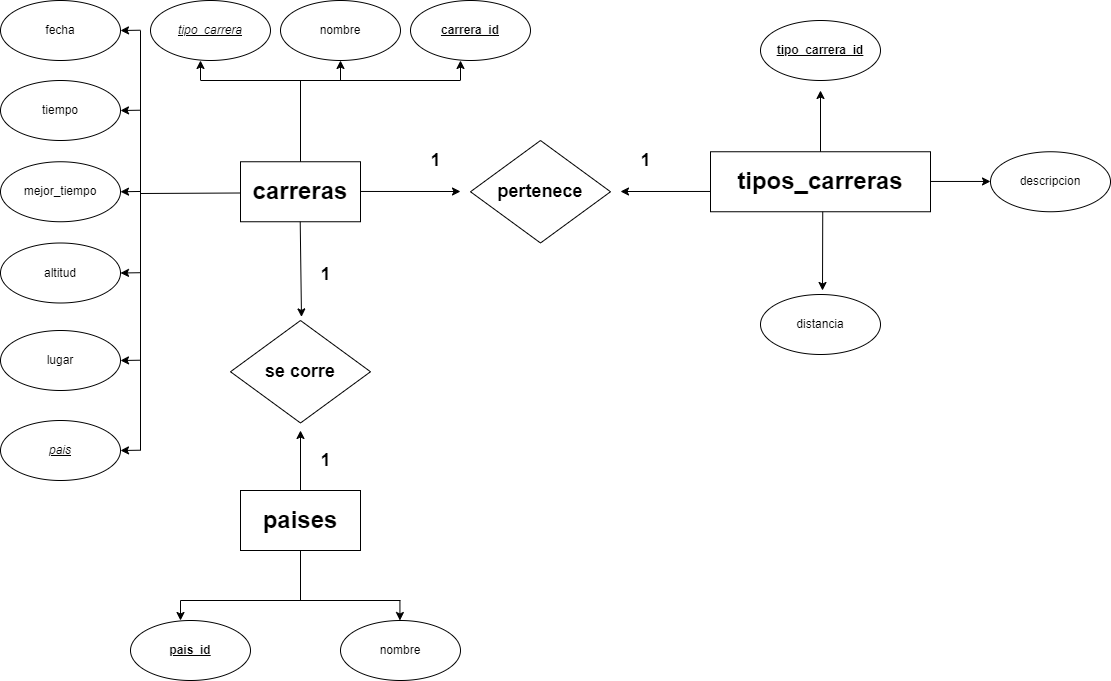 fecha
tipo_carrera
nombre
carrera_id
tipo_carrera_id
tiempo
mejor_tiempo
carreras
1
pertenece
1
tipos_carreras
descripcion
altitud
1
distancia
lugar
se corre
pais
1
paises
pais_id
nombre